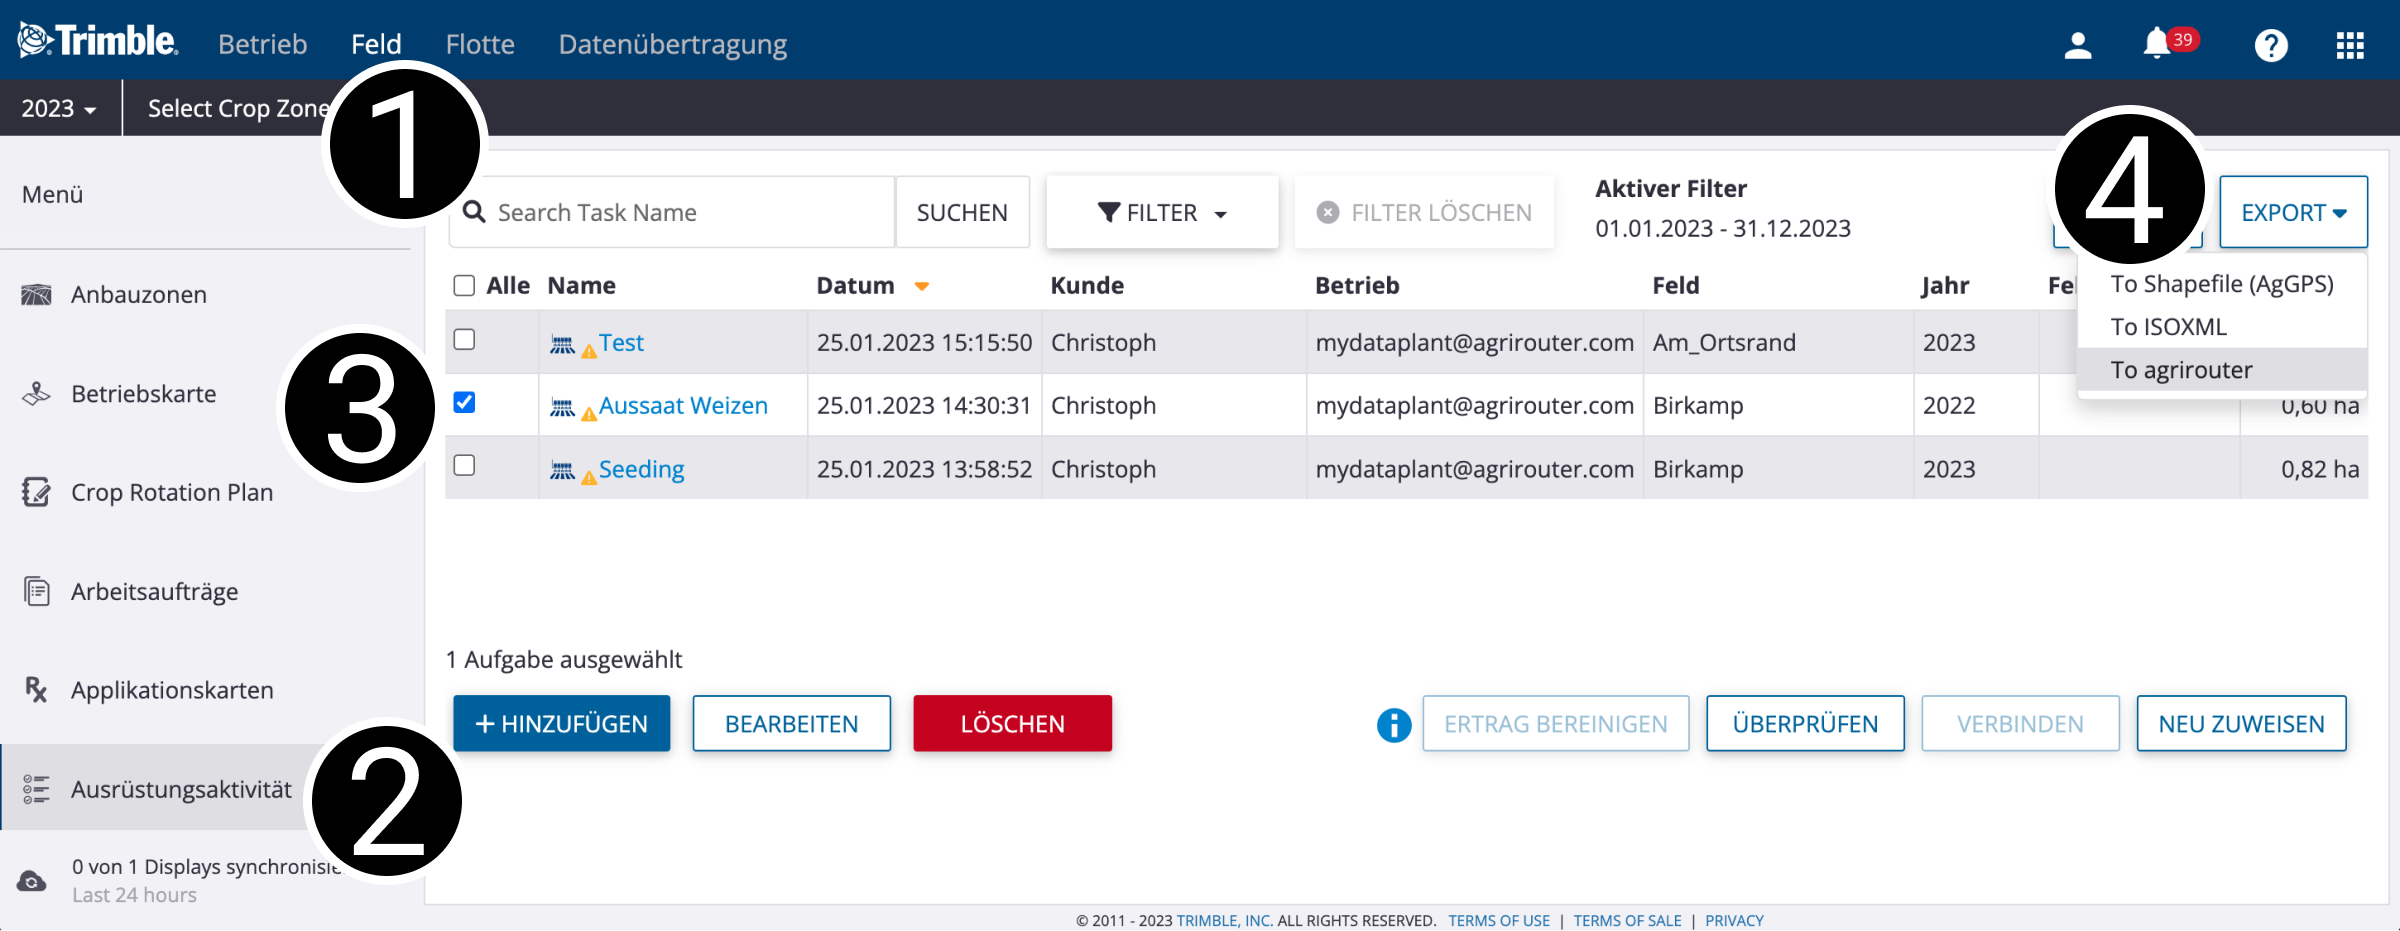 Trimble Betrieb Feld Flotte Datenübertragung 39 ?
2023 Select Crop Zone
1
4
Menü
Search Task Name SUCHEN FILTER FILTER LÖSCHEN
Aktiver Filter
01.01.2023 - 31.12.2023
EXPORT
To Shapefile (AgGPS)
To ISOXML
To agrirouter
Alle Name Datum Kunde Betrieb Feld Jahr
Test 25.01.2023 15:15:50 Christoph mydataplant@agrirouter.com Am_Ortsrand 2023
Aussaat Weizen 25.01.2023 14:30:31 Christoph mydataplant@agrirouter.com Birkamp 2022 0,60 ha
Seeding 25.01.2023 13:58:52 Christoph mydataplant@agrirouter.com Birkamp 2023 0,82 ha
Anbauzonen
Betriebskarte
3
Crop Rotation Plan
Arbeitsaufträge
Applikationskarten
Ausrüstungsaktivität
2
0 von 1 Displays
Last 24 hours
1 Aufgabe ausgewählt
+ HINZUFÜGEN BEARBEITEN LÖSCHEN i ERTRAG BEREINIGEN ÜBERPRÜFEN VERBINDEN NEU ZUWEISEN
© 2011 - 2023 TRIMBLE, INC. ALL RIGHTS RESERVED. TERMS OF USE | TERMS OF SALE | PRIVACY